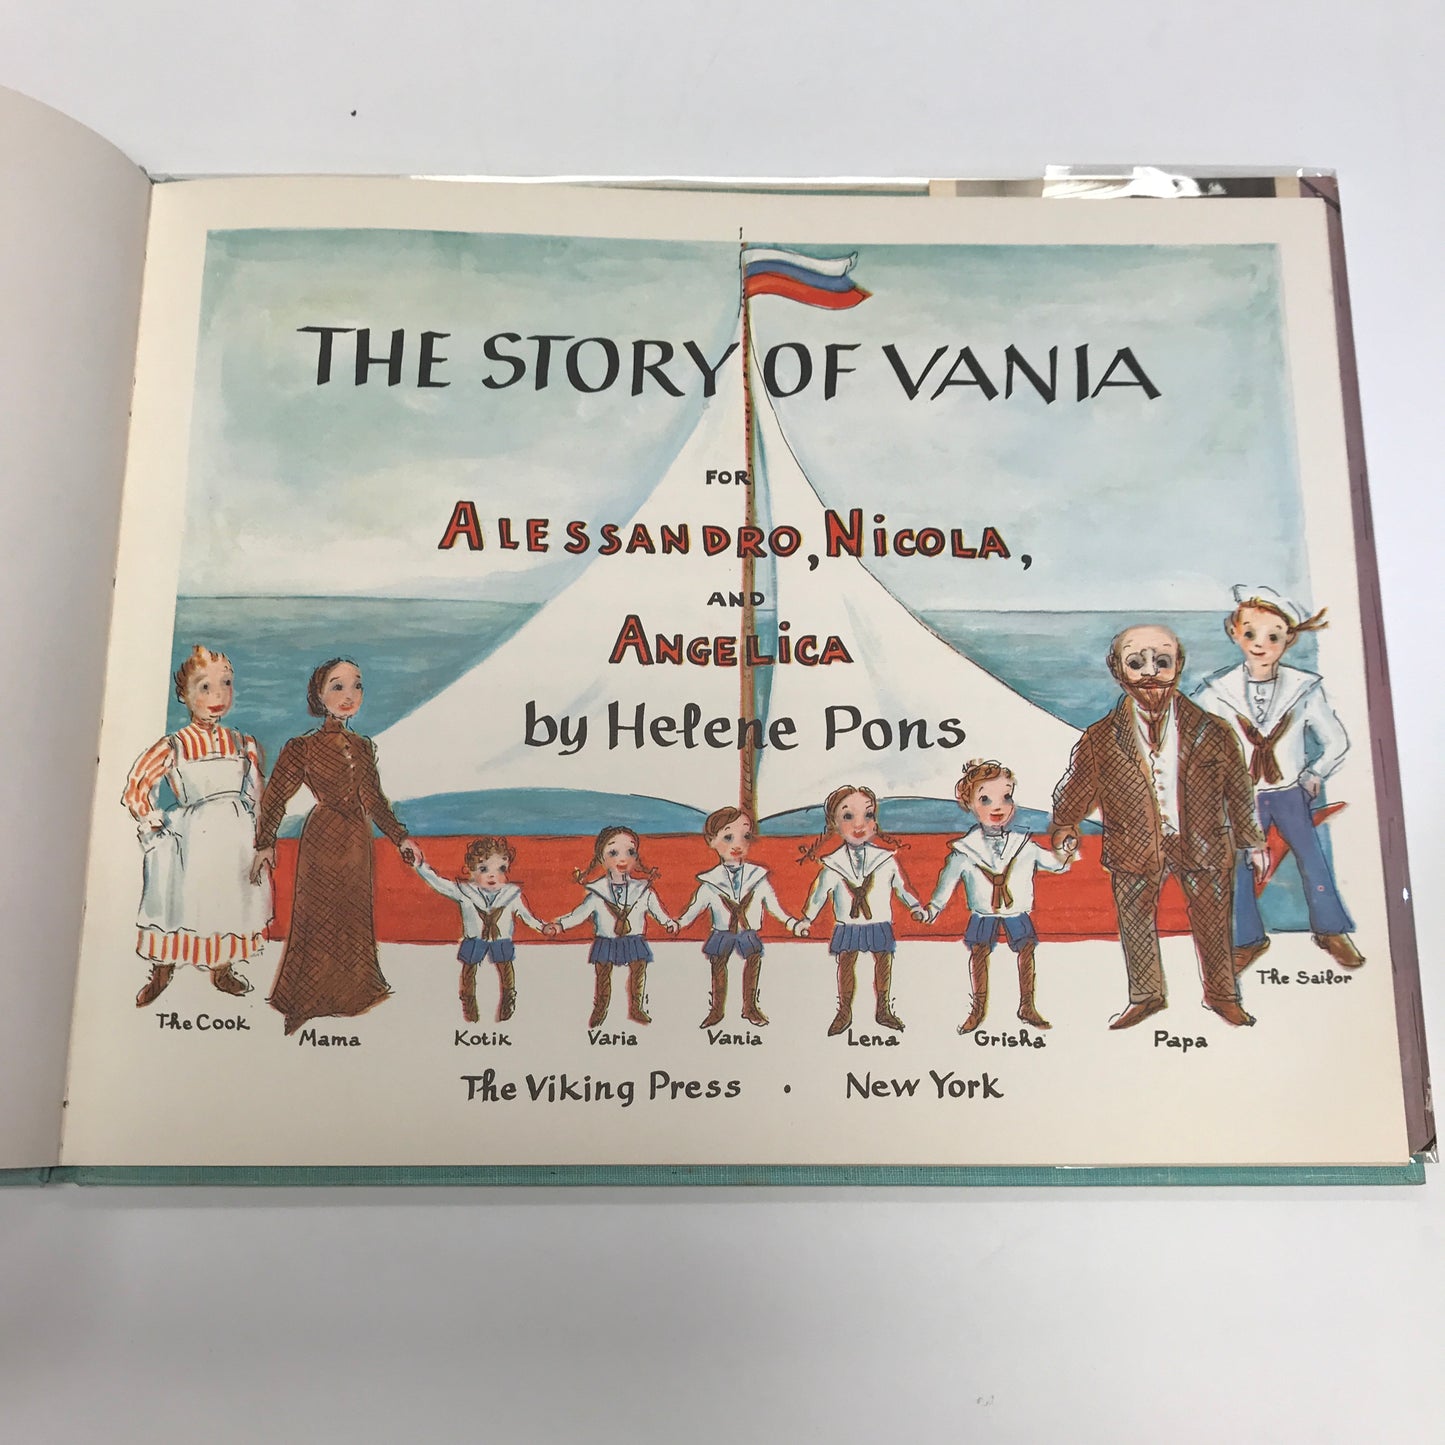 THE STORY OF VANIA
FOR
ALESSANDRO, NICOLA,
AND
ANGELICA
by Helene Pons
The Cook
Mama
Kotik
Varia
Vania
Lena
Grisha
Papa
The Sailor
The Viking Press • New York